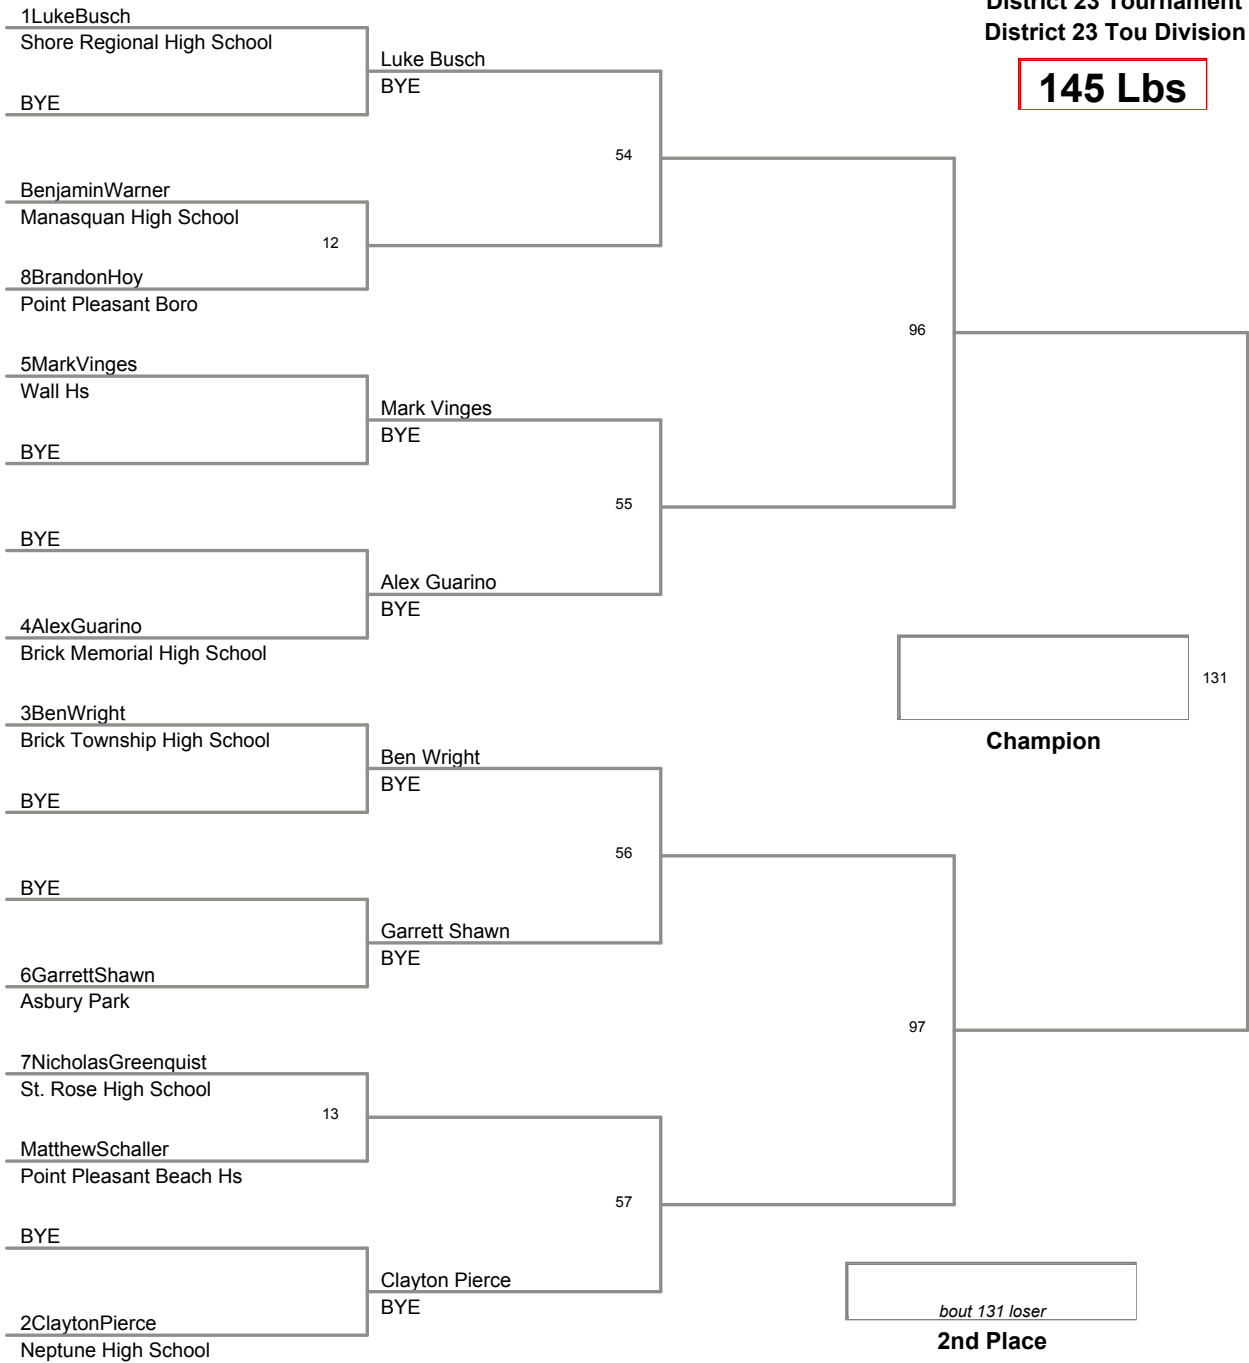 District 23 Tournament
District 23 Tou Division
145 Lbs
1LukeBusch
Shore Regional High School
BYE
BenjaminWarner
Manasquan High School
12
8BrandonHoy
Point Pleasant Boro
5MarkVinges
Wall Hs
BYE
BYE
4AlexGuarino
Brick Memorial High School
3BenWright
Brick Township High School
BYE
BYE
6GarrettShawn
Asbury Park
7NicholasGreenquist
St. Rose High School
13
MatthewSchaller
Point Pleasant Beach Hs
BYE
2ClaytonPierce
Neptune High School
Luke Busch
BYE
54
Mark Vinges
BYE
55
Alex Guarino
BYE
Ben Wright
BYE
56
Garrett Shawn
BYE
57
Clayton Pierce
BYE
96
97
131
Champion
bout 131 loser
2nd Place